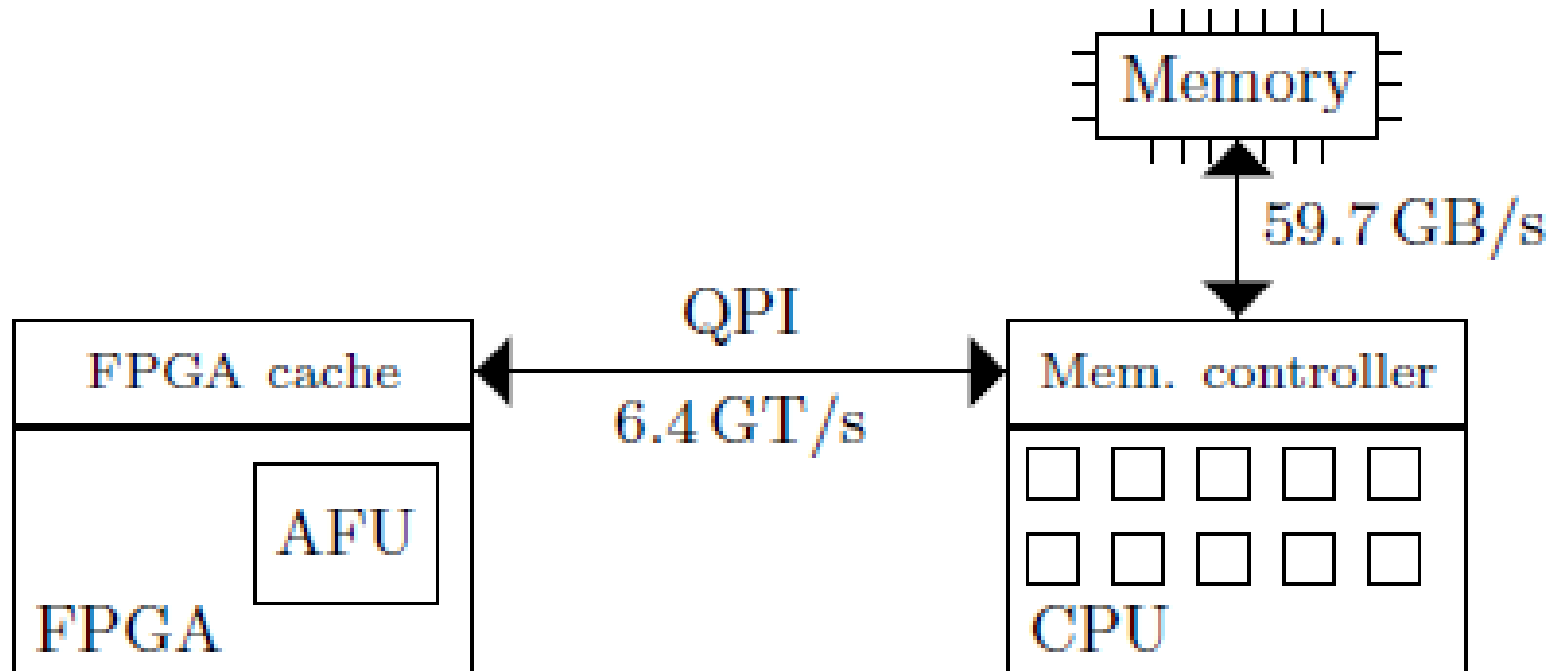 Memory
59.7 GB/s
QPI
FPGA cache
Mem. controller
6.4 GT/s
AFU
FPGA
CPU